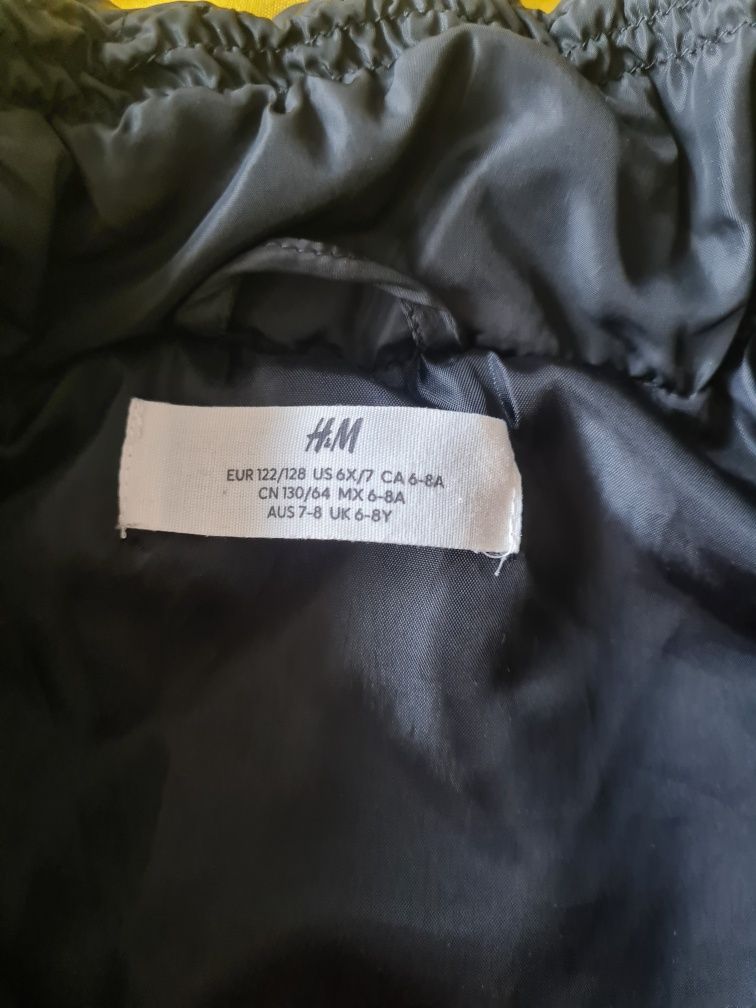 H&M
EUR 122/128 US 6X/7 CA 6-8A
CN 130/64 MX 6-8A
AUS 7-8 UK 6-8Y